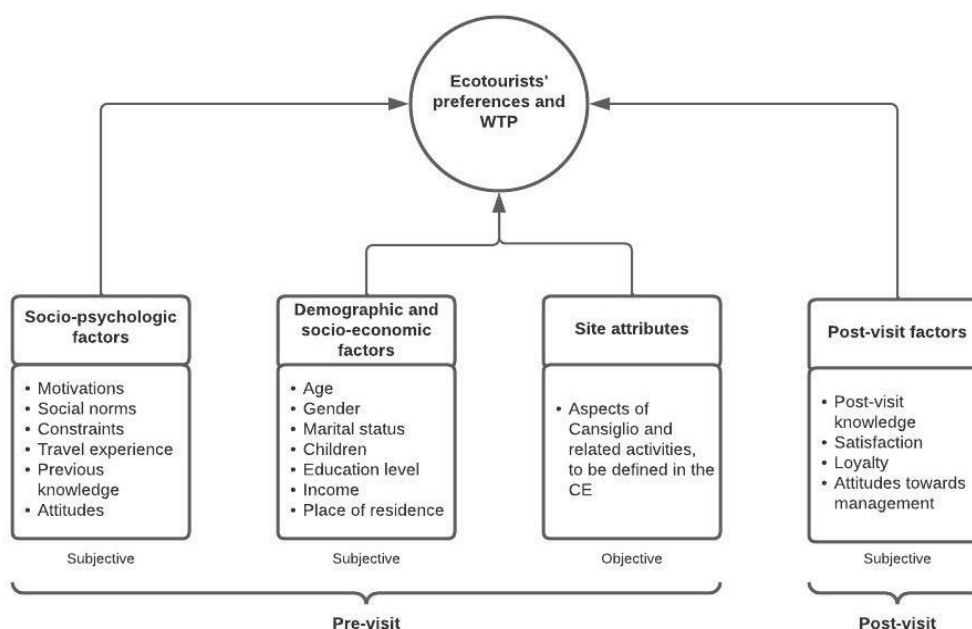 Ecotourists'
preferences and
WTP
Socio-psychologic
factors
• Motivations
• Social norms
• Constraints
• Travel experience
• Previous
knowledge
• Attitudes
Subjective
Demographic and
socio-economic
factors
• Age
• Gender
• Marital status
• Children
• Education level
• Income
• Place of residence
Subjective
Site attributes
• Aspects of
Cansiglio and
related activities,
to be defined in the
CE
Objective
Post-visit factors
• Post-visit
knowledge
• Satisfaction
• Loyalty
• Attitudes towards
management
Subjective
Pre-visit
Post-visit